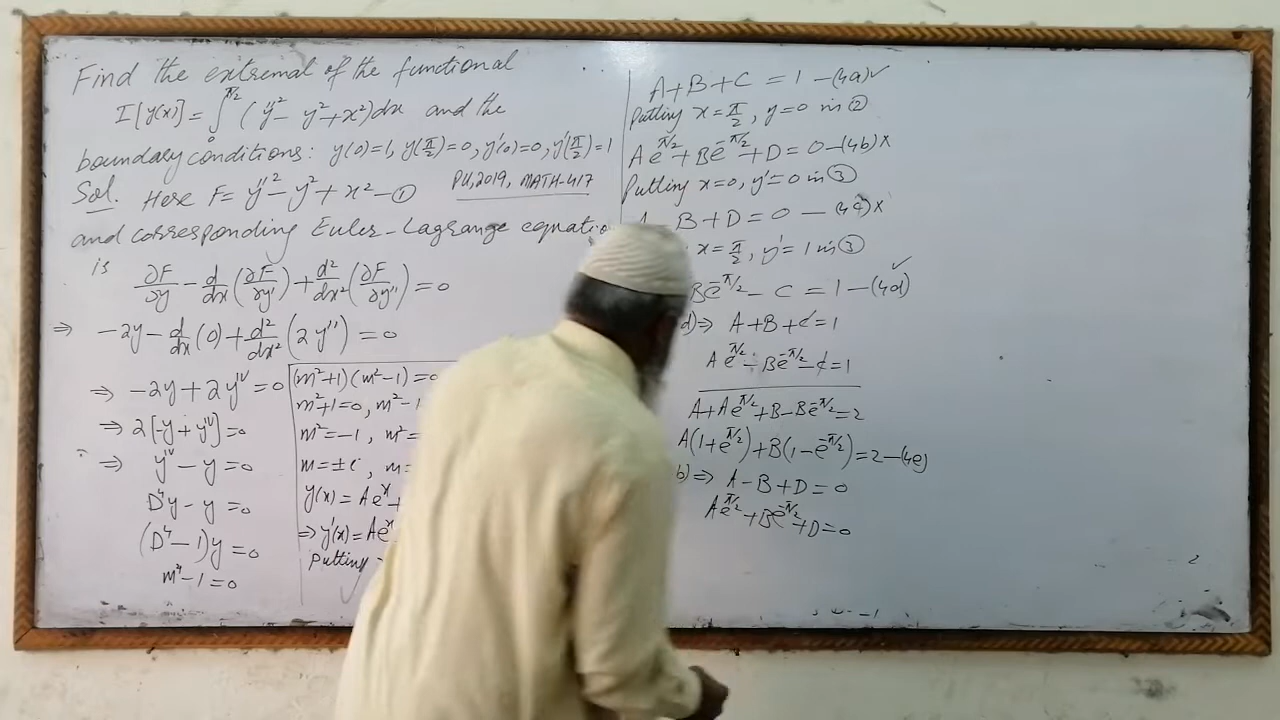 Find the extremal of the functional
I[y(x)] = ∫₀^{π/2} (y''² - y² + x²)dx and the
boundary conditions: y(0)=1, y(π/2)=0, y'(0)=0, y'(π/2)=1
Sol. Here F = y''² - y² + x² - ①
PU, 2019, MATH-417
and corresponding Euler-Lagrange
is
∂F/∂y - d/dx (∂F/∂y') + d²/dx² (∂F/∂y'') = 0
⇒ -2y - d/dx (0) + d²/dx² (2y'') = 0
⇒ -2y + 2y^{iv} = 0
⇒ 2[-y + y^{iv}] = 0
⇒ y^{iv} - y = 0
D⁴y - y = 0
(D⁴ - 1)y = 0
m⁴ - 1 = 0
(m²+1)(m²-1) = 0
m²+1=0, m²-1
m² = -1, m² =
m = ±i, m =
y(x) = Ae^x +
⇒ y'(x) = Ae^x
Putting
A + B + C = 1 - (4a) ✓
Putting x = π/2, y = 0 in ②
Ae^{π/2} + Be^{-π/2} + D = 0 - (4b) ×
Putting x = 0, y' = 0 in ③
A - B + D = 0 - (4c) ×
x = π/2, y' = 1 in ③
Be^{-π/2} - C = 1 - (4d) ✓
d) ⇒ A + B + C = 1
Ae^{π/2} - Be^{-π/2} - C = 1
A + Ae^{π/2} + B - Be^{-π/2} = 2
A(1+e^{π/2}) + B(1-e^{-π/2}) = 2 - (4e)
b) ⇒ A - B + D = 0
Ae^{π/2} + Be^{-π/2} + D = 0